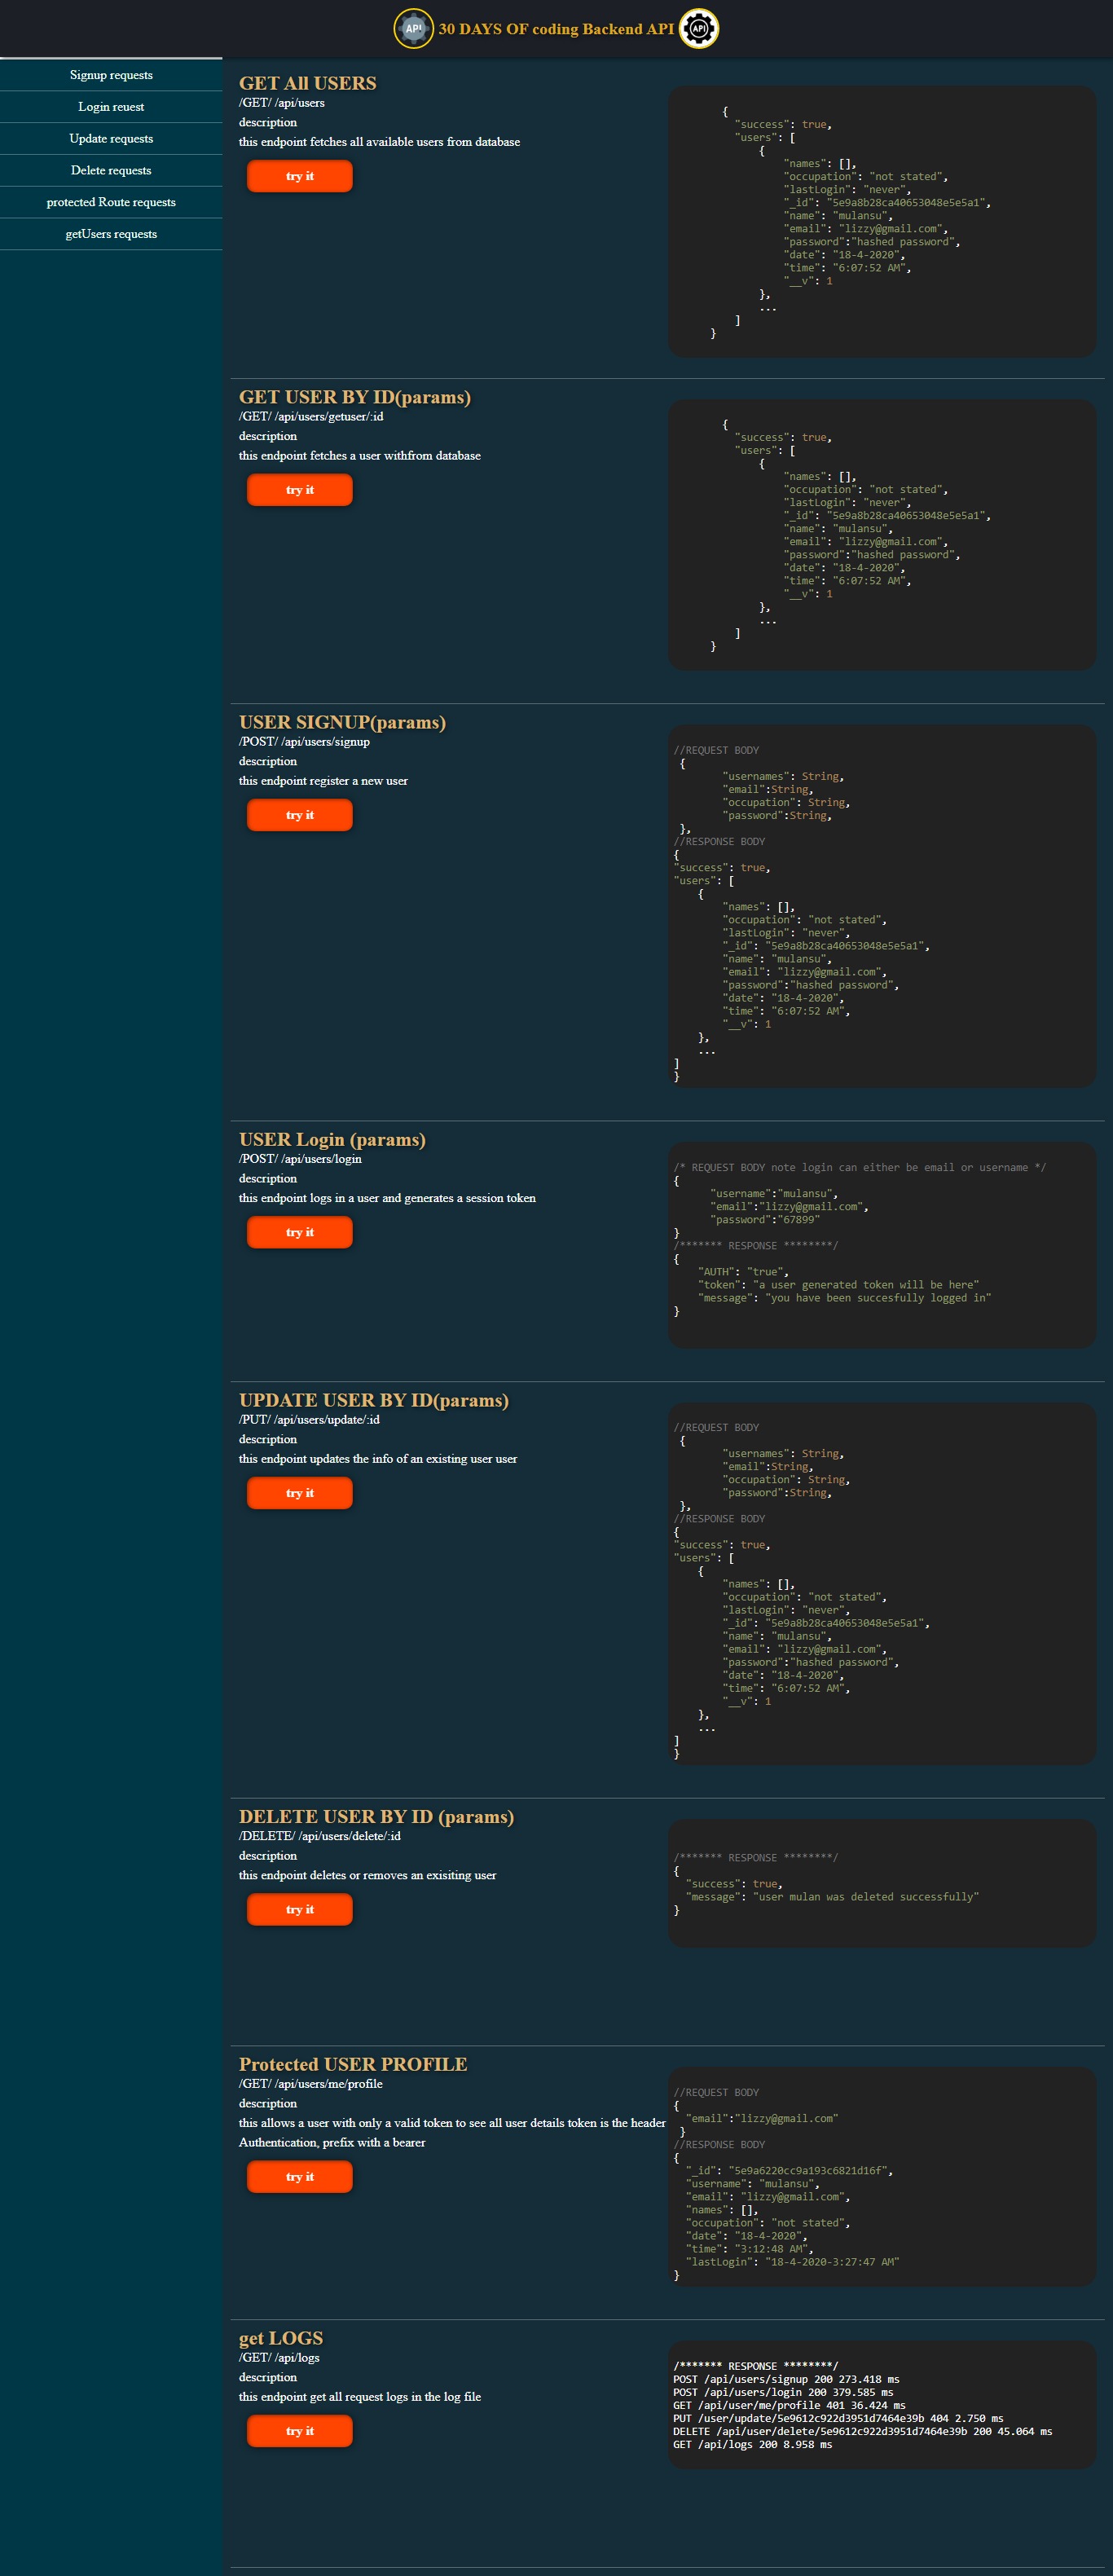 API 30 DAYS OF coding Backend API API
Signup requests
Login reuest
Update requests
Delete requests
protected Route requests
getUsers requests
GET All USERS
/GET/ /api/users
description
this endpoint fetches all available users from database
try it
{
"success": true,
"users": [
{
"names": [],
"occupation": "not stated",
"lastLogin": "never",
"_id": "5e9a8b28ca40653048e5e5a1",
"name": "mulansu",
"email": "lizzy@gmail.com",
"password":"hashed password",
"date": "18-4-2020",
"time": "6:07:52 AM",
"__v": 1
},
...
]
}
GET USER BY ID(params)
/GET/ /api/users/getuser/:id
description
this endpoint fetches a user withfrom database
try it
{
"success": true,
"users": [
{
"names": [],
"occupation": "not stated",
"lastLogin": "never",
"_id": "5e9a8b28ca40653048e5e5a1",
"name": "mulansu",
"email": "lizzy@gmail.com",
"password":"hashed password",
"date": "18-4-2020",
"time": "6:07:52 AM",
"__v": 1
},
...
]
}
USER SIGNUP(params)
/POST/ /api/users/signup
description
this endpoint register a new user
try it
//REQUEST BODY
{
"usernames": String,
"email":String,
"occupation": String,
"password":String,
},
//RESPONSE BODY
{
"success": true,
"users": [
{
"names": [],
"occupation": "not stated",
"lastLogin": "never",
"_id": "5e9a8b28ca40653048e5e5a1",
"name": "mulansu",
"email": "lizzy@gmail.com",
"password":"hashed password",
"date": "18-4-2020",
"time": "6:07:52 AM",
"__v": 1
},
...
]
}
USER Login (params)
/POST/ /api/users/login
description
this endpoint logs in a user and generates a session token
try it
/* REQUEST BODY note login can either be email or username */
{
"username":"mulansu",
"email":"lizzy@gmail.com",
"password":"67899"
}
/******* RESPONSE ********/
{
"AUTH": "true",
"token": "a user generated token will be here"
"message": "you have been succesfully logged in"
}
UPDATE USER BY ID(params)
/PUT/ /api/users/update/:id
description
this endpoint updates the info of an existing user user
try it
//REQUEST BODY
{
"usernames": String,
"email":String,
"occupation": String,
"password":String,
},
//RESPONSE BODY
{
"success": true,
"users": [
{
"names": [],
"occupation": "not stated",
"lastLogin": "never",
"_id": "5e9a8b28ca40653048e5e5a1",
"name": "mulansu",
"email": "lizzy@gmail.com",
"password":"hashed password",
"date": "18-4-2020",
"time": "6:07:52 AM",
"__v": 1
},
...
]
}
DELETE USER BY ID (params)
/DELETE/ /api/users/delete/:id
description
this endpoint deletes or removes an exisiting user
try it
/******* RESPONSE ********/
{
"success": true,
"message": "user mulan was deleted successfully"
}
Protected USER PROFILE
/GET/ /api/users/me/profile
description
this allows a user with only a valid token to see all user details token is the header
Authentication, prefix with a bearer
try it
//REQUEST BODY
{
"email":"lizzy@gmail.com"
}
//RESPONSE BODY
{
"_id": "5e9a6220cc9a193c6821d16f",
"username": "mulansu",
"email": "lizzy@gmail.com",
"names": [],
"occupation": "not stated",
"date": "18-4-2020",
"time": "3:12:48 AM",
"lastLogin": "18-4-2020-3:27:47 AM"
}
get LOGS
/GET/ /api/logs
description
this endpoint get all request logs in the log file
try it
/******* RESPONSE ********/
POST /api/users/signup 200 273.418 ms
POST /api/users/login 200 379.585 ms
GET /api/user/me/profile 401 36.424 ms
PUT /user/update/5e9612c922d3951d7464e39b 404 2.750 ms
DELETE /api/user/delete/5e9612c922d3951d7464e39b 200 45.064 ms
GET /api/logs 200 8.958 ms